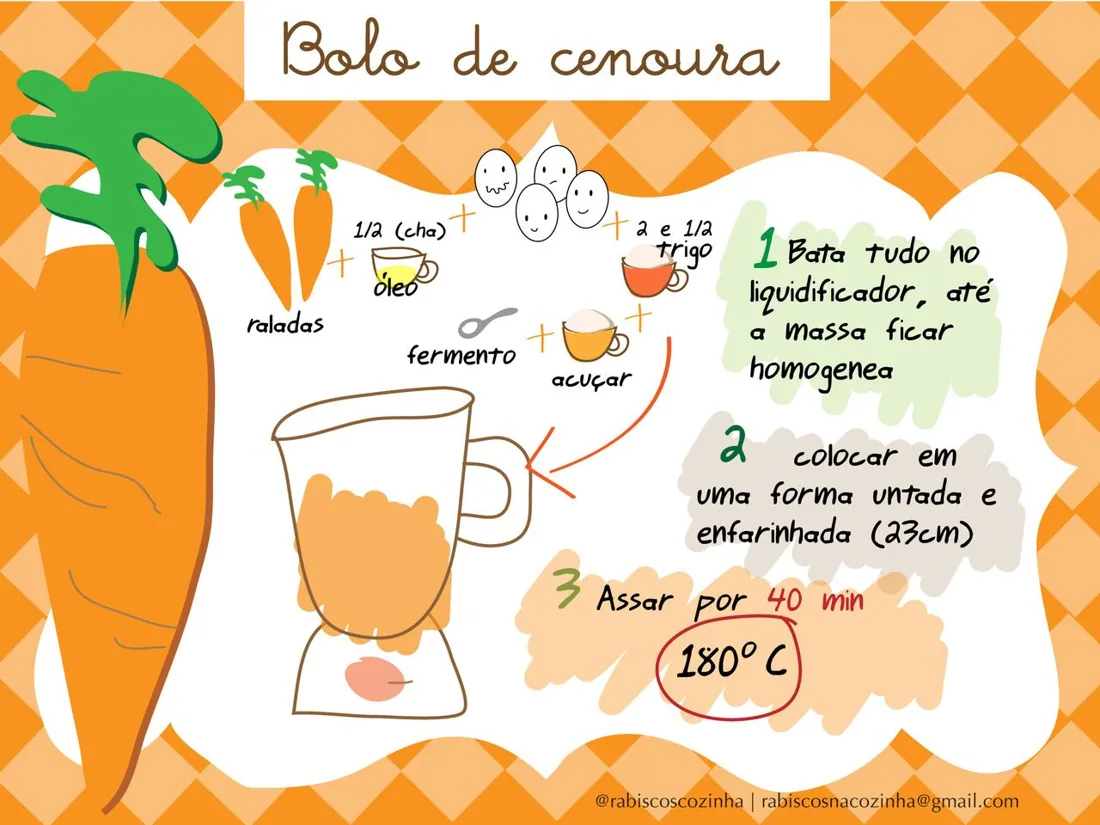 Bolo de cenoura
raladas
1/2 (cha)
óleo
2 e 1/2
trigo
fermento
acuçar
1 Bata tudo no
liquidificador, até
a massa ficar
homogenea
2 colocar em
uma forma untada e
enfarinhada (23cm)
3 Assar por 40 min
180º C
@rabiscoscozinha | rabiscosnacozinha@gmail.com